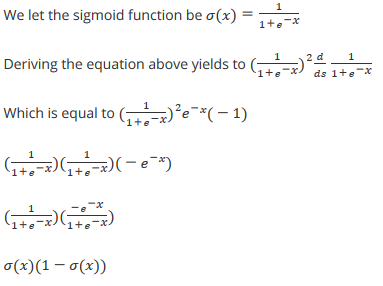 We let the sigmoid function be σ(x) = 1/(1+e^−x)
Deriving the equation above yields to (1/(1+e^−x))^2 d/ds 1/(1+e^−x)
Which is equal to (1/(1+e^−x))^2 e^−x(− 1)
(1/(1+e^−x))(1/(1+e^−x))(− e^−x)
(1/(1+e^−x))(−e^−x/(1+e^−x))
σ(x)(1 − σ(x))